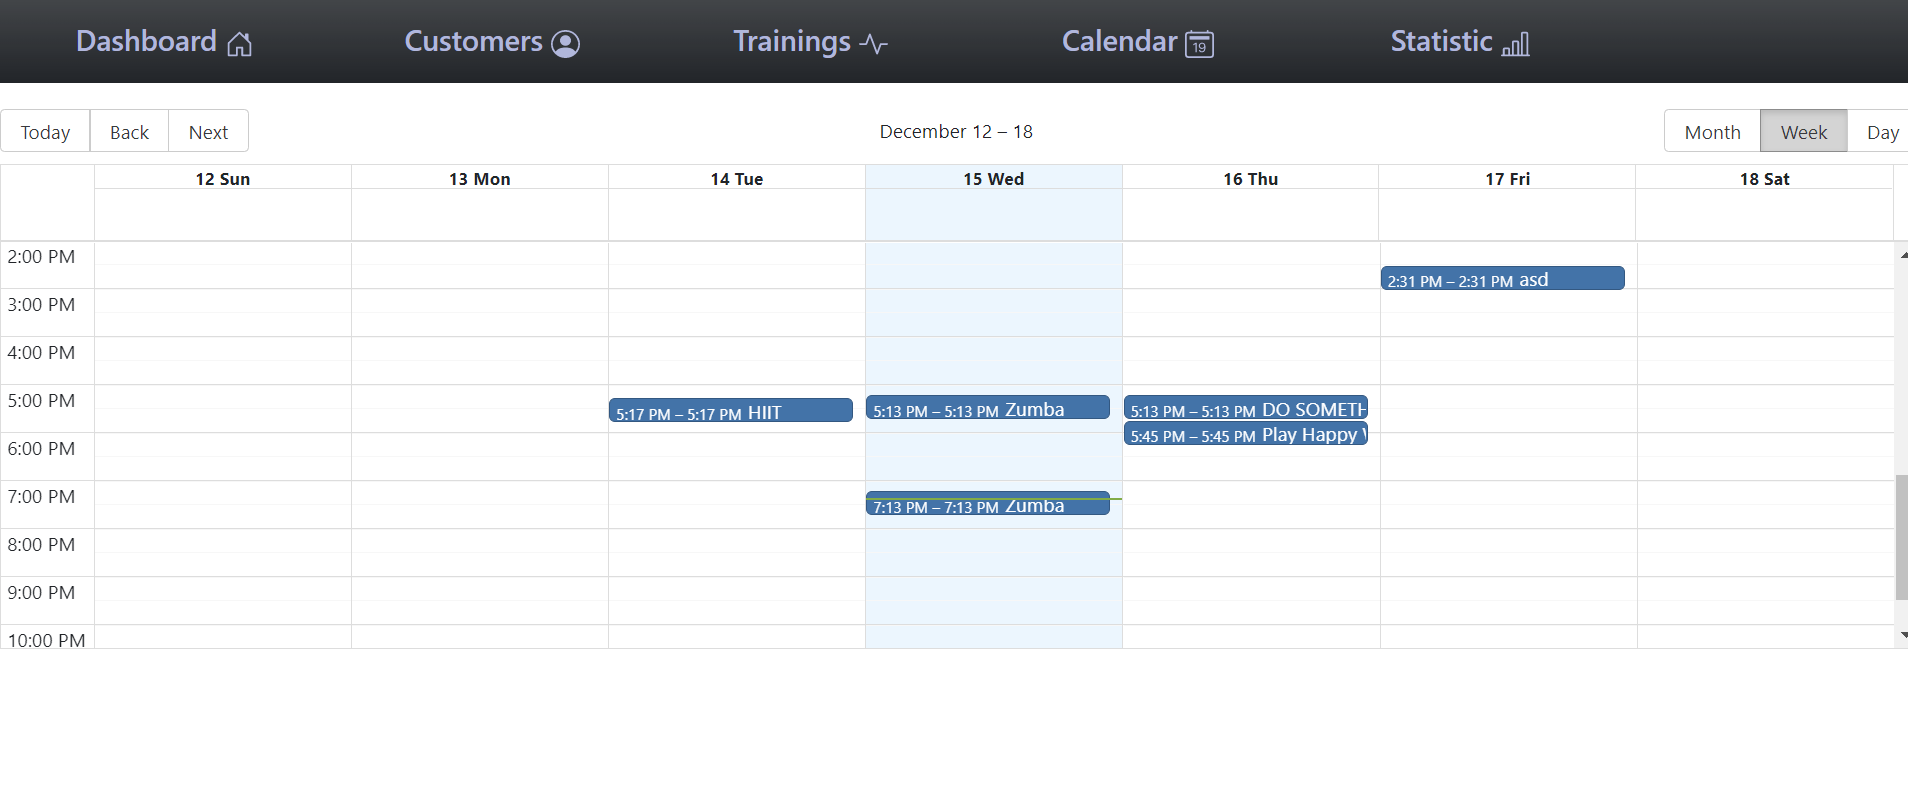 Dashboard Customers Trainings Calendar 19 Statistic
Today Back Next December 12 – 18 Month Week Day
12 Sun 13 Mon 14 Tue 15 Wed 16 Thu 17 Fri 18 Sat
2:00 PM
2:31 PM – 2:31 PM asd
3:00 PM
4:00 PM
5:00 PM
5:17 PM – 5:17 PM HIIT
5:13 PM – 5:13 PM Zumba
5:13 PM – 5:13 PM DO SOMETH
5:45 PM – 5:45 PM Play Happy
6:00 PM
7:00 PM
7:13 PM – 7:13 PM Zumba
8:00 PM
9:00 PM
10:00 PM